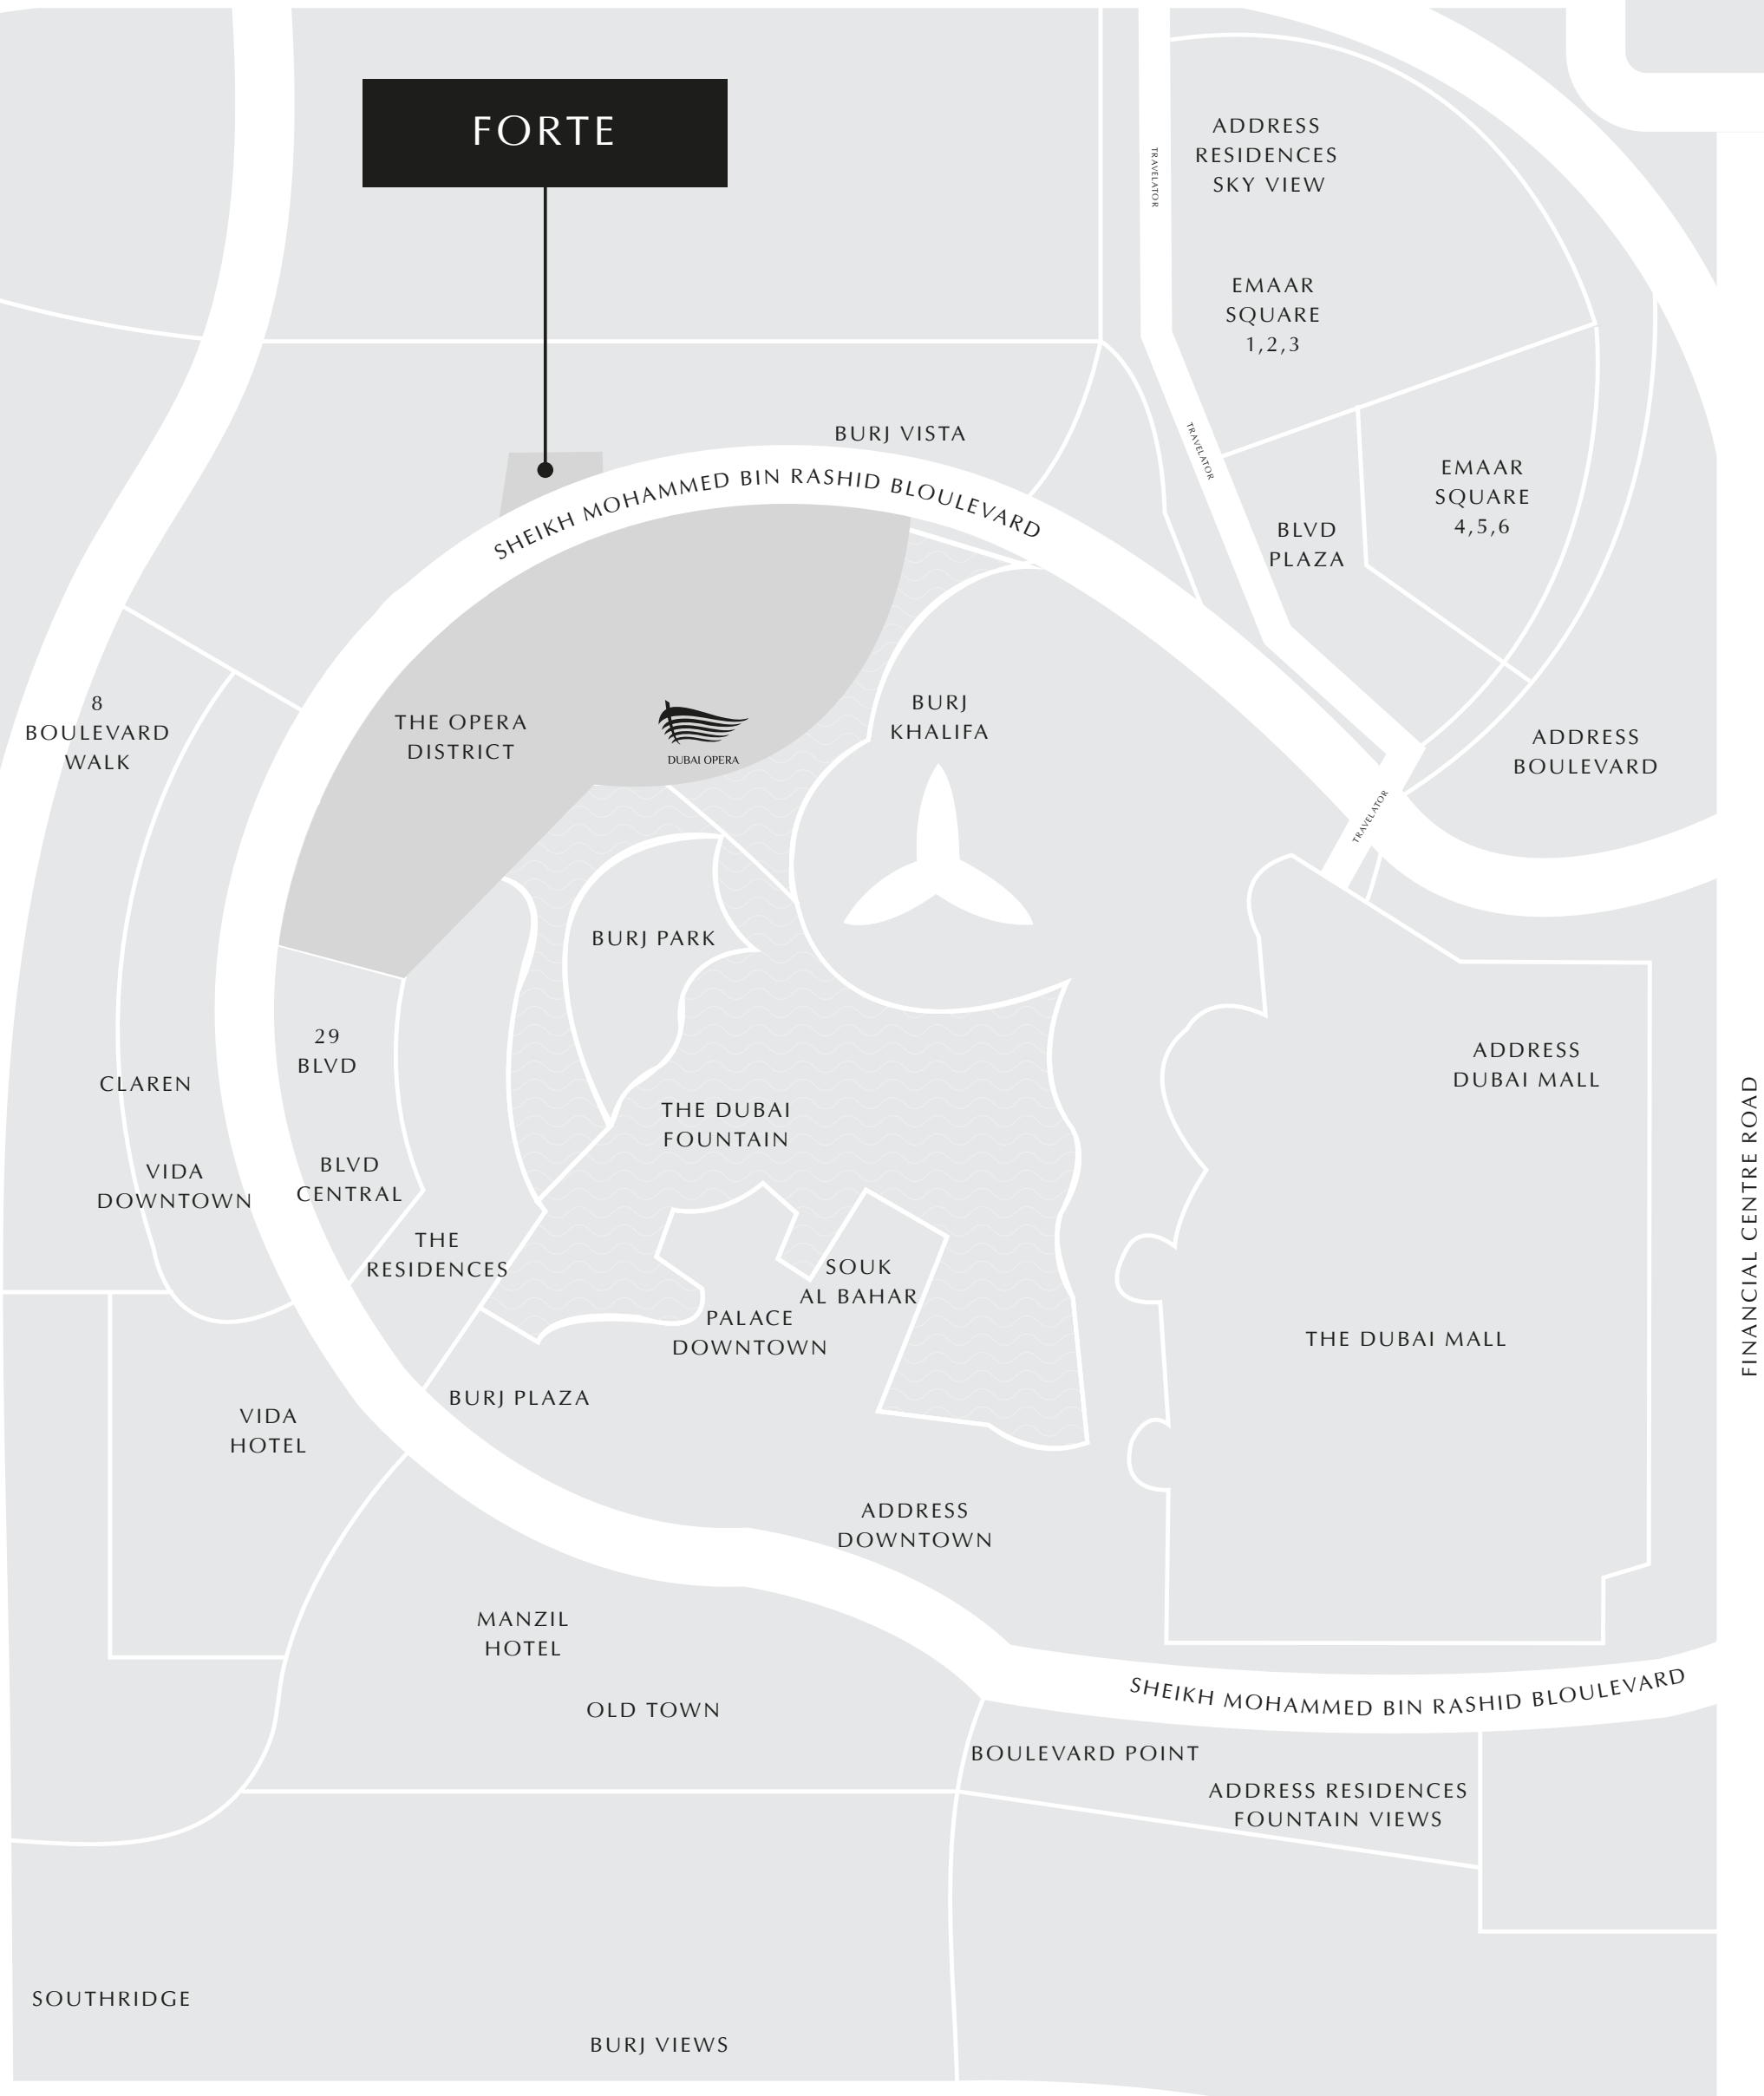 FORTE
TRAVELATOR
ADDRESS
RESIDENCES
SKY VIEW
EMAAR
SQUARE
1,2,3
BURJ VISTA
SHEIKH MOHAMMED BIN RASHID BLOULEVARD
TRAVELATOR
EMAAR
SQUARE
4,5,6
BLVD
PLAZA
8
BOULEVARD
WALK
THE OPERA
DISTRICT
DUBAI OPERA
BURJ
KHALIFA
ADDRESS
BOULEVARD
TRAVELATOR
BURJ PARK
29
BLVD
CLAREN
ADDRESS
DUBAI MALL
THE DUBAI
FOUNTAIN
VIDA
DOWNTOWN
BLVD
CENTRAL
THE
RESIDENCES
SOUK
AL BAHAR
PALACE
DOWNTOWN
THE DUBAI MALL
FINANCIAL CENTRE ROAD
BURJ PLAZA
VIDA
HOTEL
ADDRESS
DOWNTOWN
MANZIL
HOTEL
OLD TOWN
SHEIKH MOHAMMED BIN RASHID BLOULEVARD
BOULEVARD POINT
ADDRESS RESIDENCES
FOUNTAIN VIEWS
SOUTHRIDGE
BURJ VIEWS